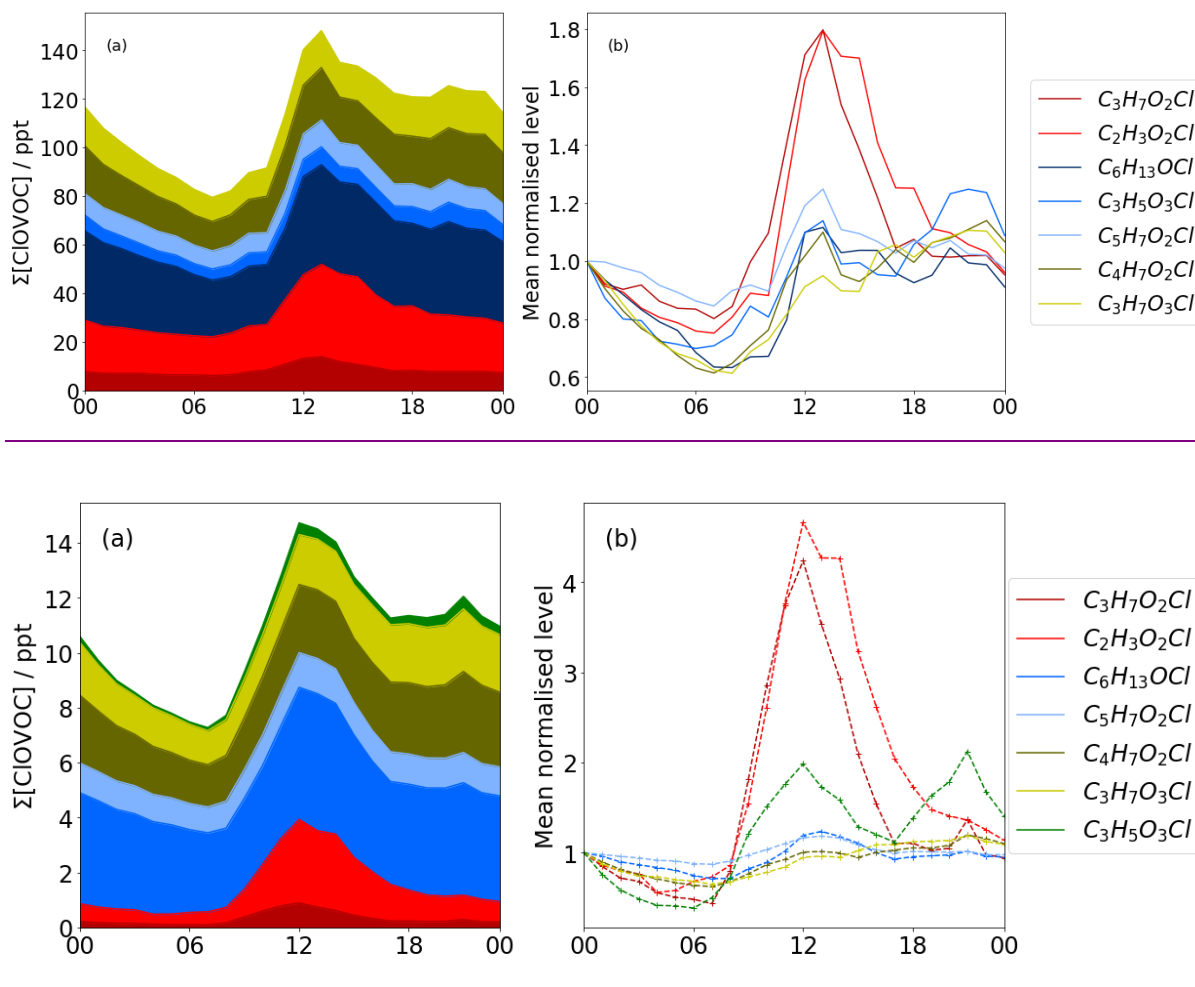 (a)
Σ[ClOVOC] / ppt
140
120
100
80
60
40
20
0
00 06 12 18 00
(b)
Mean normalised level
1.8
1.6
1.4
1.2
1.0
0.8
0.6
00 06 12 18 00
C₃H₇O₂Cl
C₂H₃O₂Cl
C₆H₁₃OCl
C₃H₅O₃Cl
C₅H₇O₂Cl
C₄H₇O₂Cl
C₃H₇O₃Cl
(a)
Σ[ClOVOC] / ppt
14
12
10
8
6
4
2
0
00 06 12 18 00
(b)
Mean normalised level
4
3
2
1
00 06 12 18 00
C₃H₇O₂Cl
C₂H₃O₂Cl
C₆H₁₃OCl
C₅H₇O₂Cl
C₄H₇O₂Cl
C₃H₇O₃Cl
C₃H₅O₃Cl